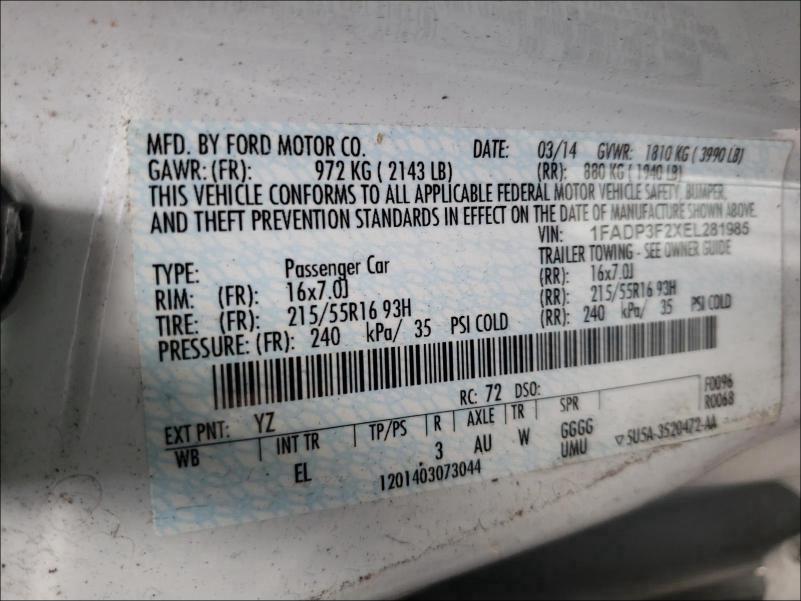 MFD. BY FORD MOTOR CO. DATE: 03/14 GVWR: 1810 KG ( 3990 LB)
GAWR: (FR): 972 KG ( 2143 LB) (RR): 880 KG ( 1940 LB)
THIS VEHICLE CONFORMS TO ALL APPLICABLE FEDERAL MOTOR VEHICLE SAFETY, BUMPER,
AND THEFT PREVENTION STANDARDS IN EFFECT ON THE DATE OF MANUFACTURE SHOWN ABOVE.
VIN: 1FADP3F2XEL281985
TYPE: Passenger Car TRAILER TOWING - SEE OWNER GUIDE
RIM: (FR): 16x7.0J (RR): 16x7.0J
TIRE: (FR): 215/55R16 93H (RR): 215/55R16 93H
PRESSURE: (FR): 240 kPa/ 35 PSI COLD (RR): 240 kPa/ 35 PSI COLD
EXT PNT: YZ RC: 72 DSO: F0096
R0068
WB INT TR TP/PS R AXLE TR SPR
EL 3 AU W GGGG
UMU ▽ 5U5A-3520472-AA
1201403073044